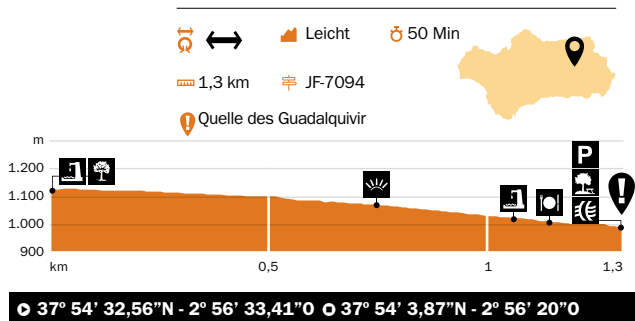 Leicht 50 Min
1,3 km JF-7094
Quelle des Guadalquivir
m
1.200
1.100
1.000
900
P
km 0,5 1 1,3
37º 54’ 32,56”N - 2º 56’ 33,41”O 37º 54’ 3,87”N - 2º 56’ 20”O